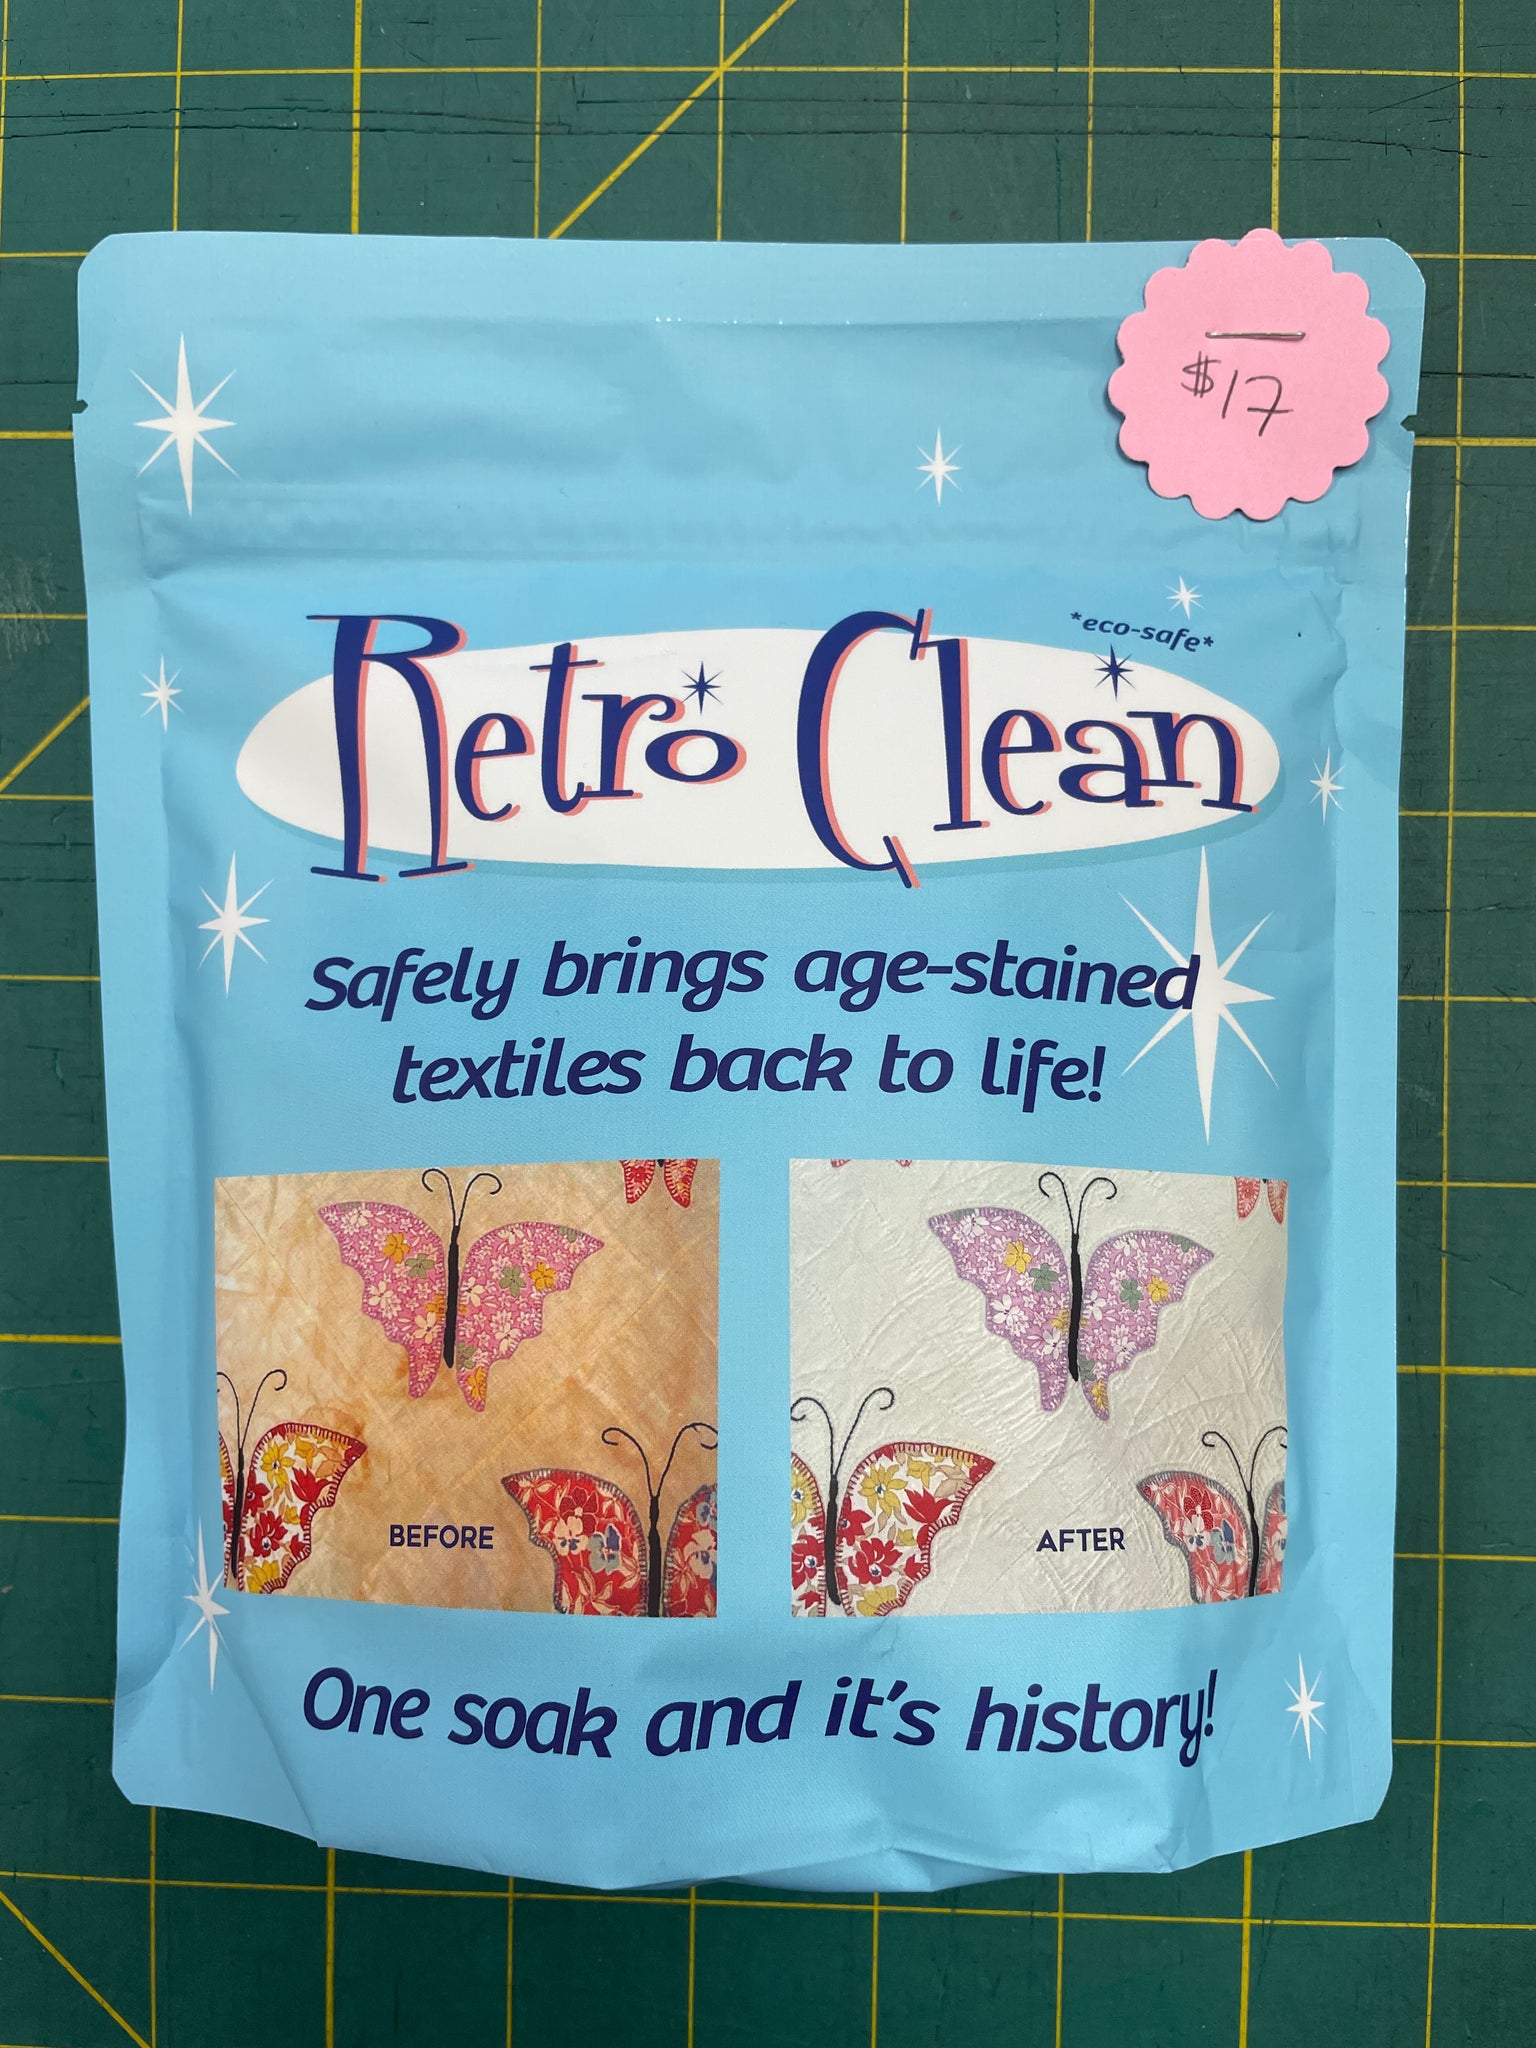 $17
*eco-safe*
Retro Clean
Safely brings age-stained
textiles back to life!
BEFORE
AFTER
One soak and it's history!